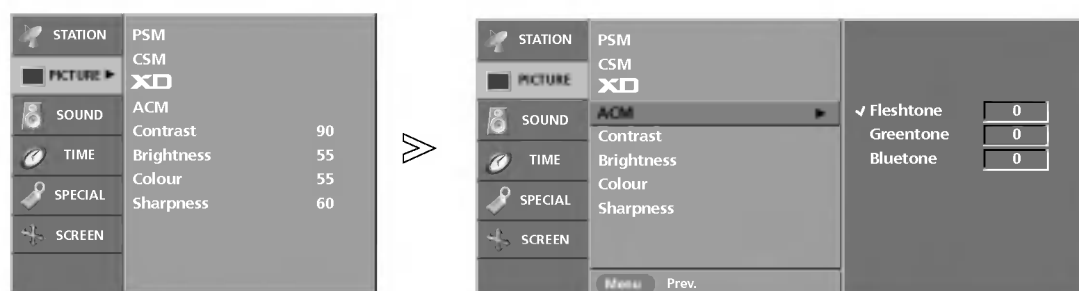 STATION
PICTURE ►
SOUND
TIME
SPECIAL
SCREEN
PSM
CSM
XD
ACM
Contrast 90
Brightness 55
Colour 55
Sharpness 60
STATION
PICTURE
SOUND
TIME
SPECIAL
SCREEN
PSM
CSM
XD
ACM ►
Contrast
Brightness
Colour
Sharpness
Menu Prev.
✓ Fleshtone 0
Greentone 0
Bluetone 0